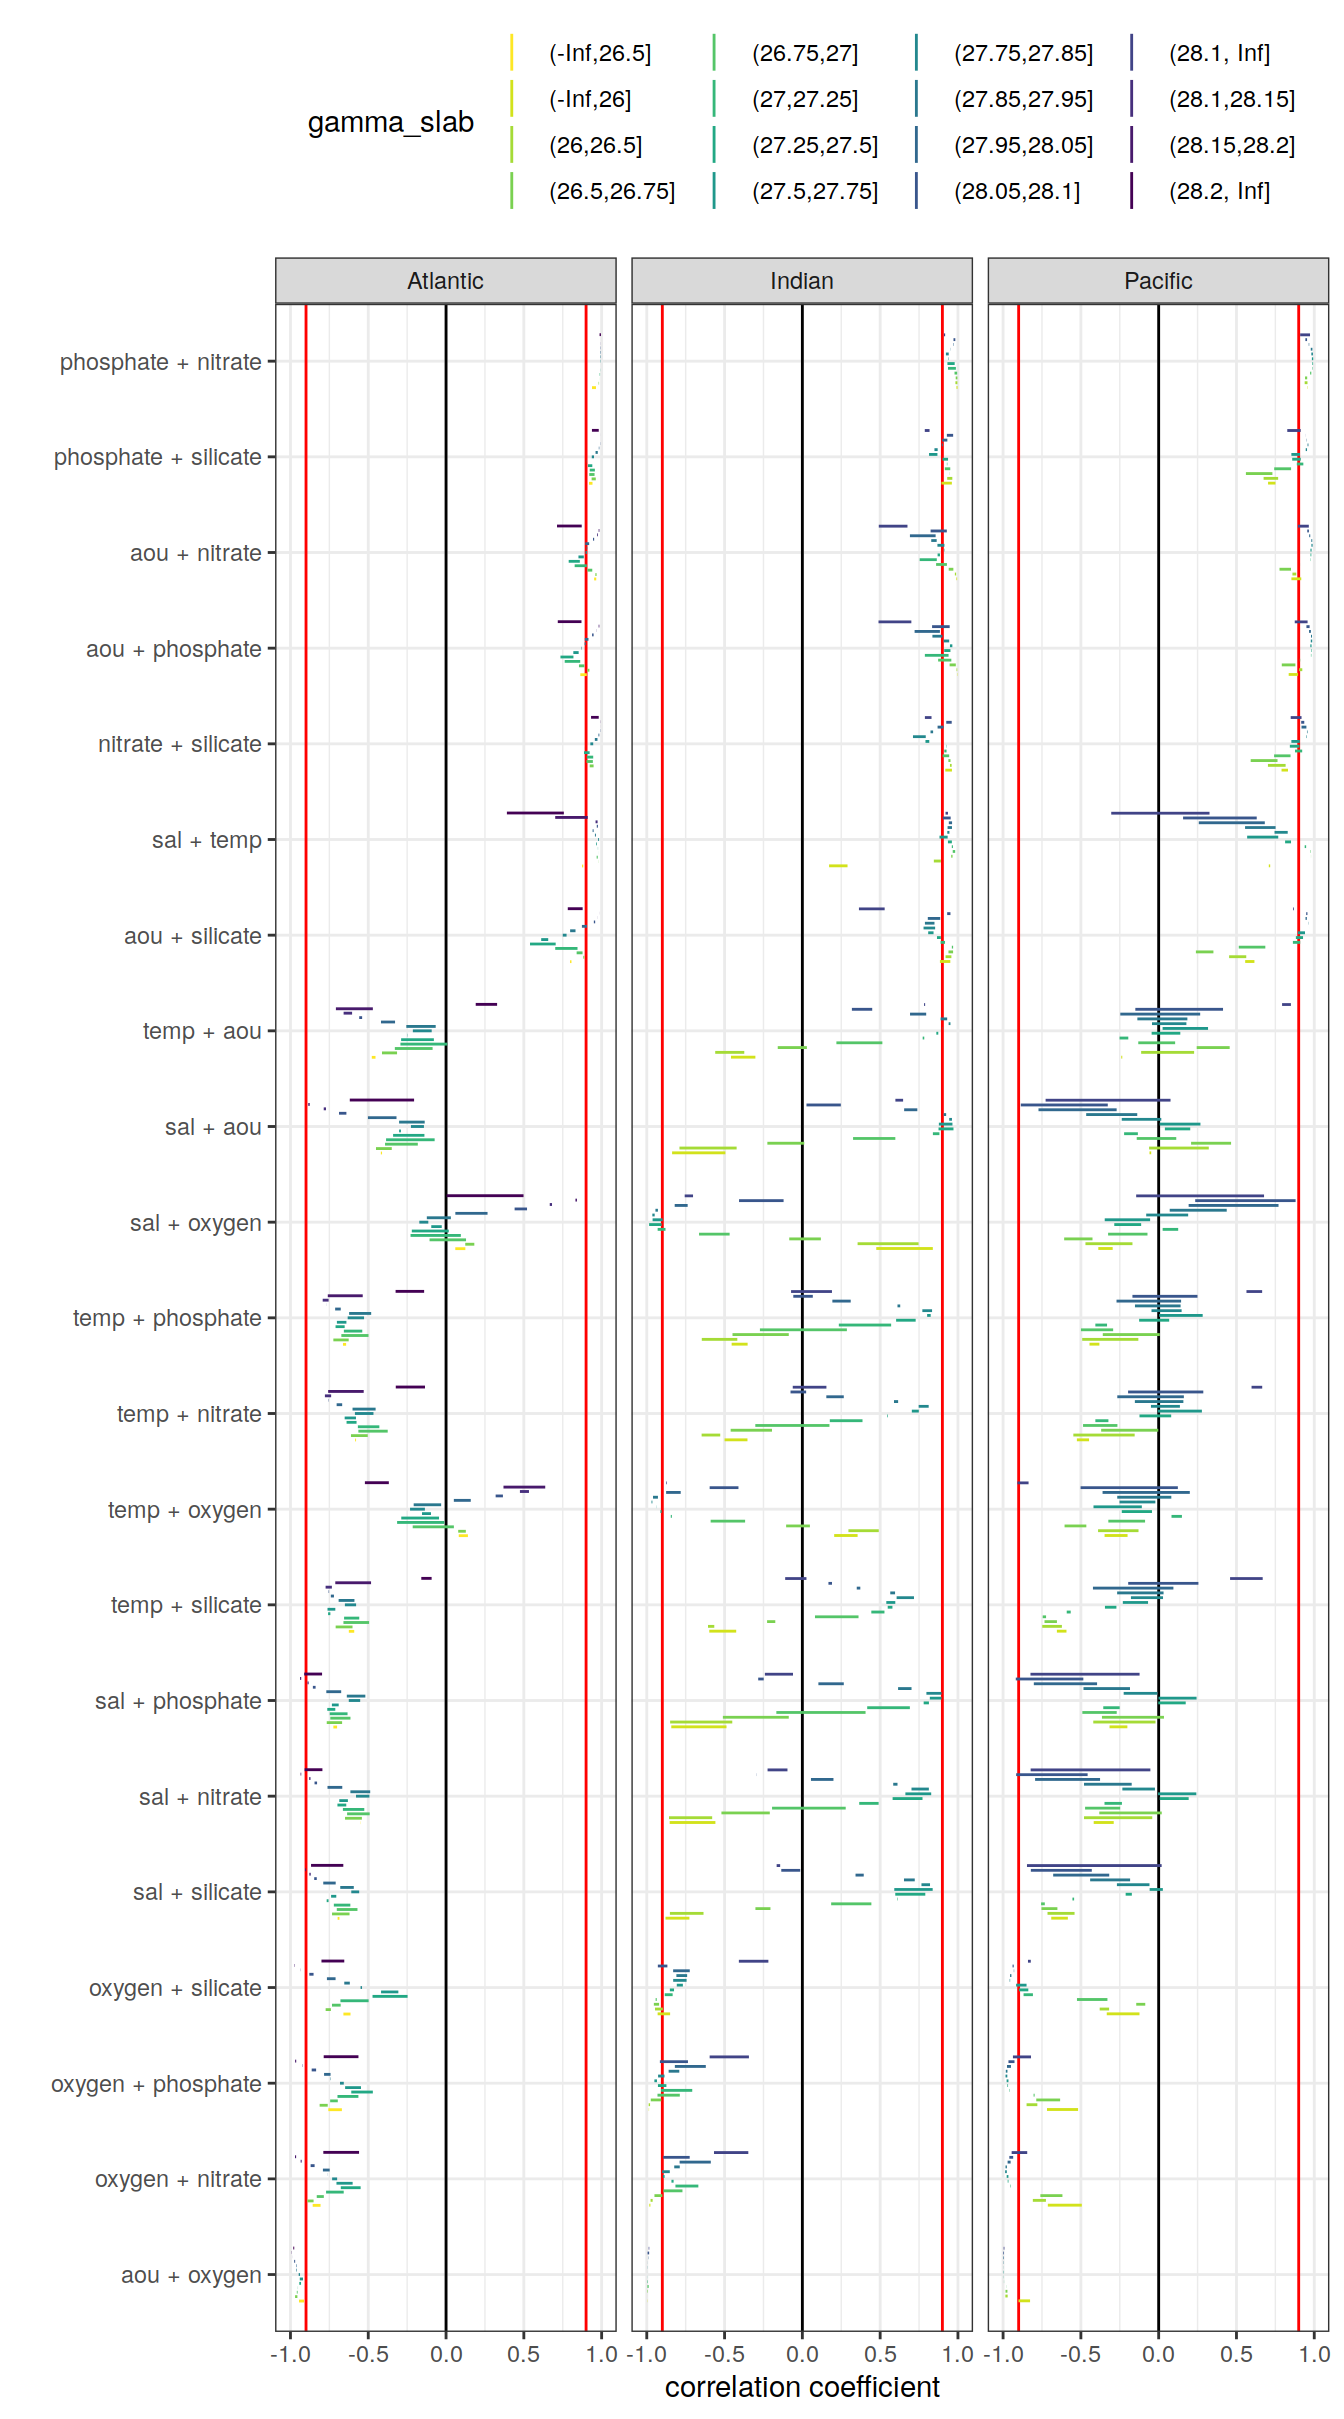 gamma_slab
(-Inf,26.5] (26.75,27] (27.75,27.85] (28.1, Inf]
(-Inf,26] (27,27.25] (27.85,27.95] (28.1,28.15]
(26,26.5] (27.25,27.5] (27.95,28.05] (28.15,28.2]
(26.5,26.75] (27.5,27.75] (28.05,28.1] (28.2, Inf]
Atlantic Indian Pacific
phosphate + nitrate
phosphate + silicate
aou + nitrate
aou + phosphate
nitrate + silicate
sal + temp
aou + silicate
temp + aou
sal + aou
sal + oxygen
temp + phosphate
temp + nitrate
temp + oxygen
temp + silicate
sal + phosphate
sal + nitrate
sal + silicate
oxygen + silicate
oxygen + phosphate
oxygen + nitrate
aou + oxygen
-1.0 -0.5 0.0 0.5 1.0 -1.0 -0.5 0.0 0.5 1.0 -1.0 -0.5 0.0 0.5 1.0
correlation coefficient